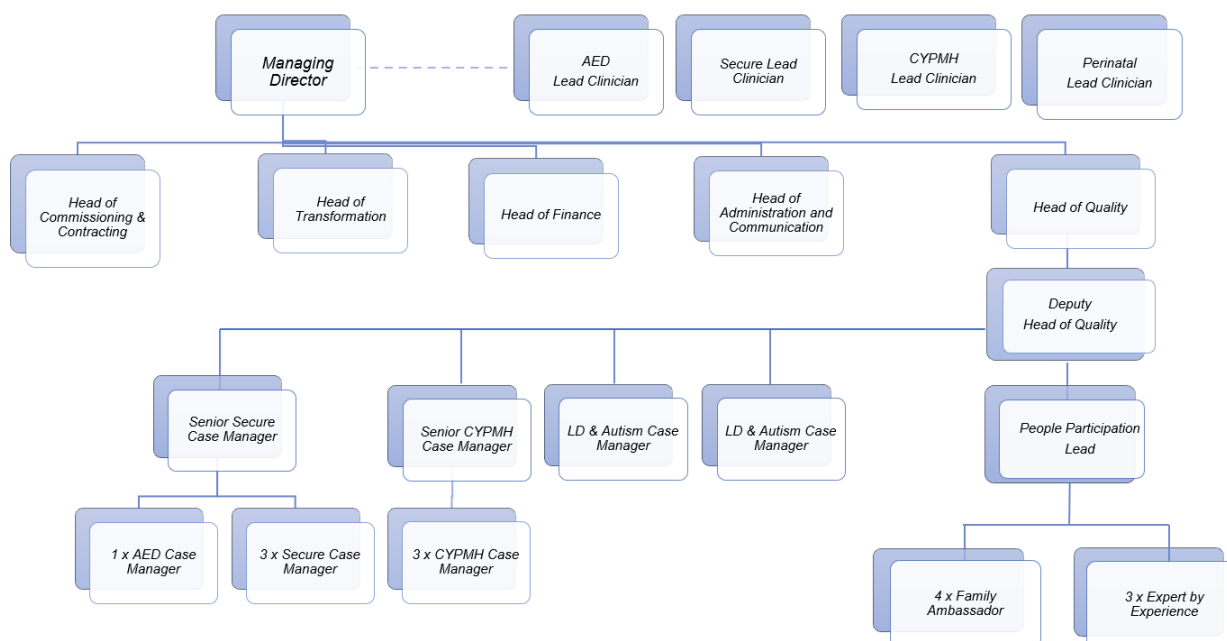 Managing
Director
AED
Lead Clinician
Secure Lead
Clinician
CYPMH
Lead Clinician
Perinatal
Lead Clinician
Head of
Commissioning &
Contracting
Head of
Transformation
Head of Finance
Head of
Administration and
Communication
Head of Quality
Deputy
Head of Quality
Senior Secure
Case Manager
Senior CYPMH
Case Manager
LD & Autism Case
Manager
LD & Autism Case
Manager
People Participation
Lead
1 x AED Case
Manager
3 x Secure Case
Manager
3 x CYPMH Case
Manager
4 x Family
Ambassador
3 x Expert by
Experience